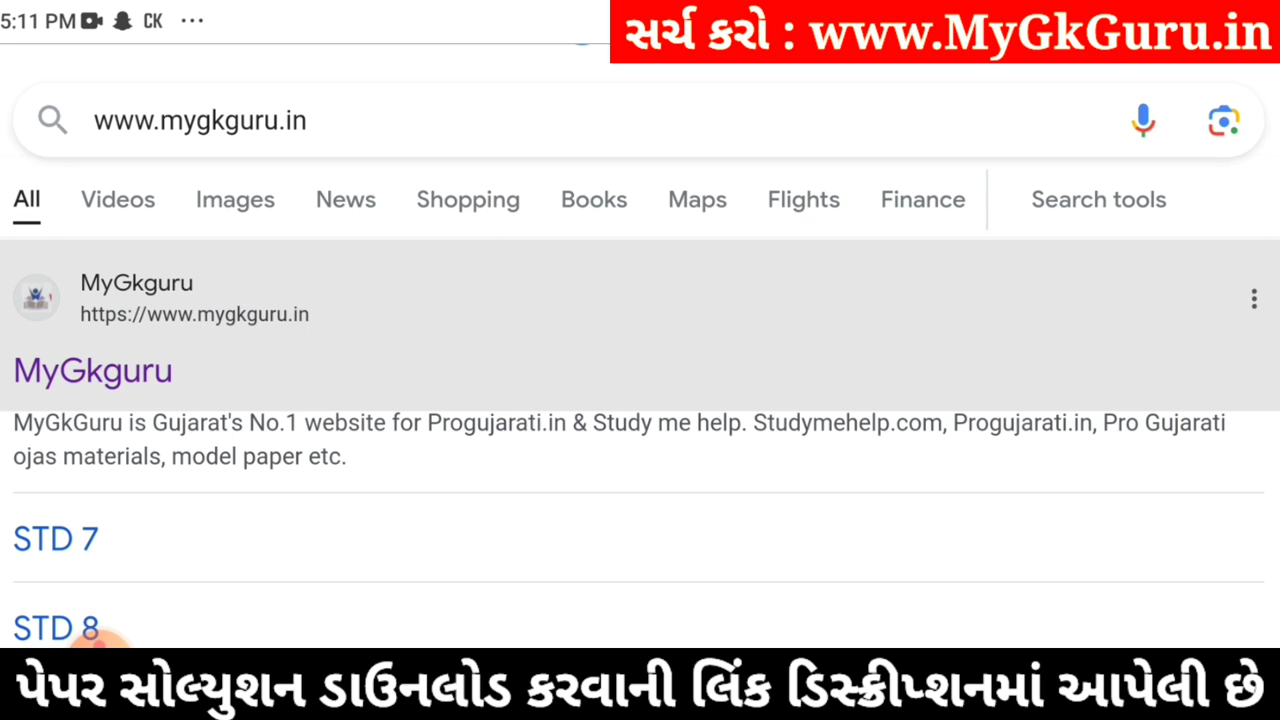 5:11 PM CK ...
સર્ચ કરો : www.MyGkGuru.in
www.mygkguru.in
All Videos Images News Shopping Books Maps Flights Finance Search tools
MyGkguru
https://www.mygkguru.in
MyGkguru
MyGkGuru is Gujarat's No.1 website for Progujarati.in & Study me help. Studymehelp.com, Progujarati.in, Pro Gujarati
ojas materials, model paper etc.
STD 7
STD 8
પેપર સોલ્યુશન ડાઉનલોડ કરવાની લિંક ડિસ્ક્રીપ્શનમાં આપેલી છે